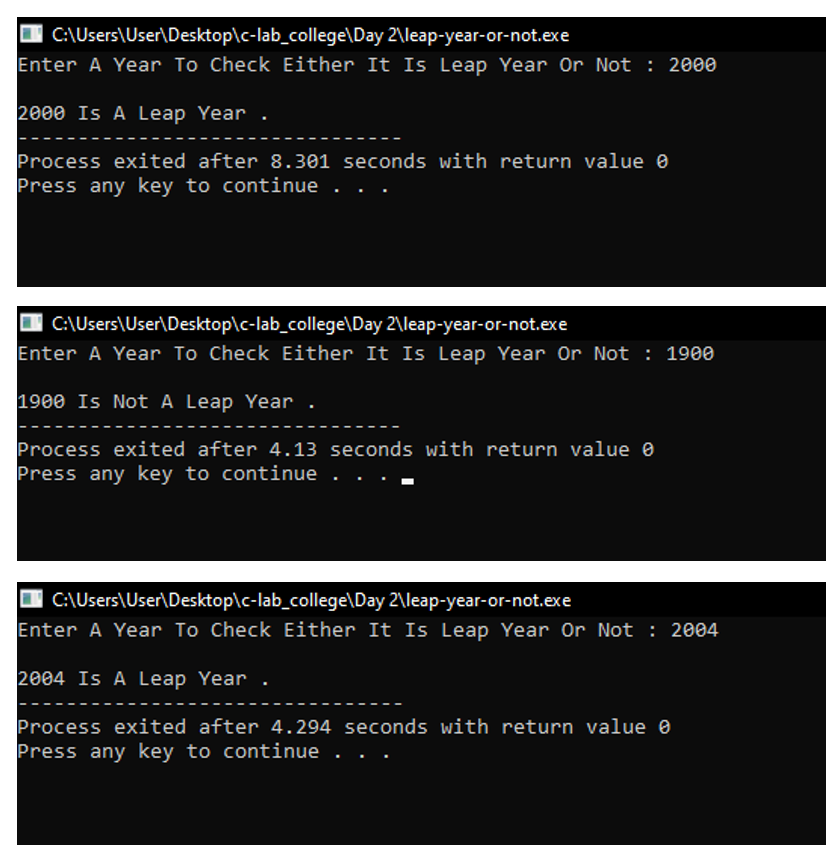 C:\Users\User\Desktop\c-lab_college\Day 2\leap-year-or-not.exe
Enter A Year To Check Either It Is Leap Year Or Not : 2000
2000 Is A Leap Year .
--------------------------------
Process exited after 8.301 seconds with return value 0
Press any key to continue . . .
C:\Users\User\Desktop\c-lab_college\Day 2\leap-year-or-not.exe
Enter A Year To Check Either It Is Leap Year Or Not : 1900
1900 Is Not A Leap Year .
--------------------------------
Process exited after 4.13 seconds with return value 0
Press any key to continue . . .
C:\Users\User\Desktop\c-lab_college\Day 2\leap-year-or-not.exe
Enter A Year To Check Either It Is Leap Year Or Not : 2004
2004 Is A Leap Year .
--------------------------------
Process exited after 4.294 seconds with return value 0
Press any key to continue . . .